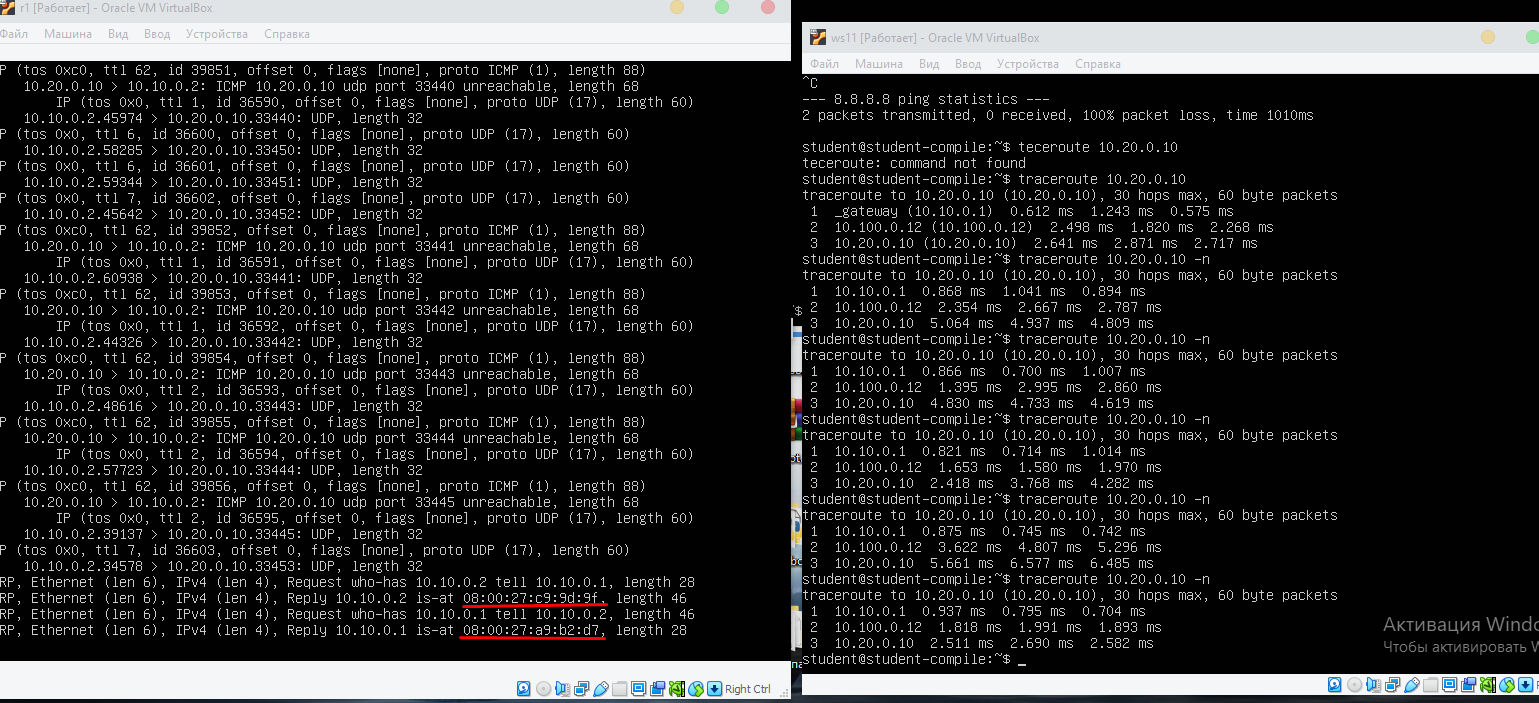 r1 [Работает] - Oracle VM VirtualBox
Файл Машина Вид Ввод Устройства Справка
P (tos 0xc0, ttl 62, id 39851, offset 0, flags [none], proto ICMP (1), length 88)
10.20.0.10 > 10.10.0.2: ICMP 10.20.0.10 udp port 33440 unreachable, length 68
IP (tos 0x0, ttl 1, id 36590, offset 0, flags [none], proto UDP (17), length 60)
10.10.0.2.45974 > 10.20.0.10.33440: UDP, length 32
P (tos 0x0, ttl 6, id 36600, offset 0, flags [none], proto UDP (17), length 60)
10.10.0.2.58285 > 10.20.0.10.33450: UDP, length 32
P (tos 0x0, ttl 6, id 36601, offset 0, flags [none], proto UDP (17), length 60)
10.10.0.2.59344 > 10.20.0.10.33451: UDP, length 32
P (tos 0x0, ttl 7, id 36602, offset 0, flags [none], proto UDP (17), length 60)
10.10.0.2.45642 > 10.20.0.10.33452: UDP, length 32
P (tos 0xc0, ttl 62, id 39852, offset 0, flags [none], proto ICMP (1), length 88)
10.20.0.10 > 10.10.0.2: ICMP 10.20.0.10 udp port 33441 unreachable, length 68
IP (tos 0x0, ttl 1, id 36591, offset 0, flags [none], proto UDP (17), length 60)
10.10.0.2.60938 > 10.20.0.10.33441: UDP, length 32
P (tos 0xc0, ttl 62, id 39853, offset 0, flags [none], proto ICMP (1), length 88)
10.20.0.10 > 10.10.0.2: ICMP 10.20.0.10 udp port 33442 unreachable, length 68
IP (tos 0x0, ttl 1, id 36592, offset 0, flags [none], proto UDP (17), length 60)
10.10.0.2.44326 > 10.20.0.10.33442: UDP, length 32
P (tos 0xc0, ttl 62, id 39854, offset 0, flags [none], proto ICMP (1), length 88)
10.20.0.10 > 10.10.0.2: ICMP 10.20.0.10 udp port 33443 unreachable, length 68
IP (tos 0x0, ttl 2, id 36593, offset 0, flags [none], proto UDP (17), length 60)
10.10.0.2.48616 > 10.20.0.10.33443: UDP, length 32
P (tos 0xc0, ttl 62, id 39855, offset 0, flags [none], proto ICMP (1), length 88)
10.20.0.10 > 10.10.0.2: ICMP 10.20.0.10 udp port 33444 unreachable, length 68
IP (tos 0x0, ttl 2, id 36594, offset 0, flags [none], proto UDP (17), length 60)
10.10.0.2.57723 > 10.20.0.10.33444: UDP, length 32
P (tos 0xc0, ttl 62, id 39856, offset 0, flags [none], proto ICMP (1), length 88)
10.20.0.10 > 10.10.0.2: ICMP 10.20.0.10 udp port 33445 unreachable, length 68
IP (tos 0x0, ttl 2, id 36595, offset 0, flags [none], proto UDP (17), length 60)
10.10.0.2.39137 > 10.20.0.10.33445: UDP, length 32
P (tos 0x0, ttl 7, id 36603, offset 0, flags [none], proto UDP (17), length 60)
10.10.0.2.34578 > 10.20.0.10.33453: UDP, length 32
RP, Ethernet (len 6), IPv4 (len 4), Request who-has 10.10.0.2 tell 10.10.0.1, length 28
RP, Ethernet (len 6), IPv4 (len 4), Reply 10.10.0.2 is-at 08:00:27:c9:9d:9f, length 46
RP, Ethernet (len 6), IPv4 (len 4), Request who-has 10.10.0.1 tell 10.10.0.2, length 46
RP, Ethernet (len 6), IPv4 (len 4), Reply 10.10.0.1 is-at 08:00:27:a9:b2:d7, length 28
Right Ctrl
ws11 [Работает] - Oracle VM VirtualBox
Файл Машина Вид Ввод Устройства Справка
^C
--- 8.8.8.8 ping statistics ---
2 packets transmitted, 0 received, 100% packet loss, time 1010ms
student@student-compile:~$ teceroute 10.20.0.10
teceroute: command not found
student@student-compile:~$ traceroute 10.20.0.10
traceroute to 10.20.0.10 (10.20.0.10), 30 hops max, 60 byte packets
1 _gateway (10.10.0.1) 0.612 ms 1.243 ms 0.575 ms
2 10.100.0.12 (10.100.0.12) 2.498 ms 1.820 ms 2.268 ms
3 10.20.0.10 (10.20.0.10) 2.641 ms 2.871 ms 2.717 ms
student@student-compile:~$ traceroute 10.20.0.10 -n
traceroute to 10.20.0.10 (10.20.0.10), 30 hops max, 60 byte packets
1 10.10.0.1 0.868 ms 1.041 ms 0.894 ms
2 10.100.0.12 2.354 ms 2.667 ms 2.787 ms
3 10.20.0.10 5.064 ms 4.937 ms 4.809 ms
student@student-compile:~$ traceroute 10.20.0.10 -n
traceroute to 10.20.0.10 (10.20.0.10), 30 hops max, 60 byte packets
1 10.10.0.1 0.866 ms 0.700 ms 1.007 ms
2 10.100.0.12 1.395 ms 2.995 ms 2.860 ms
3 10.20.0.10 4.830 ms 4.733 ms 4.619 ms
student@student-compile:~$ traceroute 10.20.0.10 -n
traceroute to 10.20.0.10 (10.20.0.10), 30 hops max, 60 byte packets
1 10.10.0.1 0.821 ms 0.714 ms 1.014 ms
2 10.100.0.12 1.653 ms 1.580 ms 1.970 ms
3 10.20.0.10 2.418 ms 3.768 ms 4.282 ms
student@student-compile:~$ traceroute 10.20.0.10 -n
traceroute to 10.20.0.10 (10.20.0.10), 30 hops max, 60 byte packets
1 10.10.0.1 0.875 ms 0.745 ms 0.742 ms
2 10.100.0.12 3.622 ms 4.807 ms 5.296 ms
3 10.20.0.10 5.661 ms 6.577 ms 6.485 ms
student@student-compile:~$ traceroute 10.20.0.10 -n
traceroute to 10.20.0.10 (10.20.0.10), 30 hops max, 60 byte packets
1 10.10.0.1 0.937 ms 0.795 ms 0.704 ms
2 10.100.0.12 1.818 ms 1.991 ms 1.893 ms
3 10.20.0.10 2.511 ms 2.690 ms 2.582 ms
student@student-compile:~$ _
Активация Windo
Чтобы активировать W